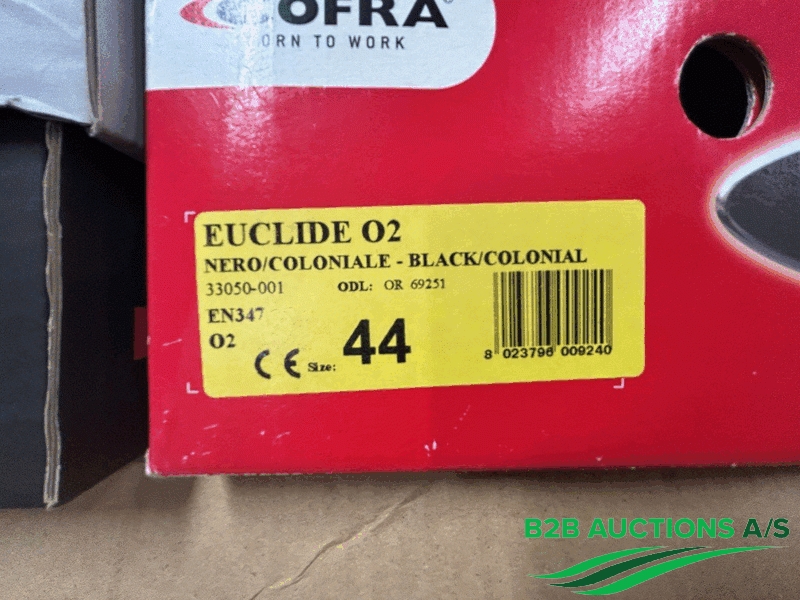 OFRA®
ORN TO WORK
EUCLIDE O2
NERO/COLONIALE - BLACK/COLONIAL
33050-001 ODL: OR 69251
EN347
O2
CE Size: 44
8 023796 009240
B2B AUCTIONS A/S